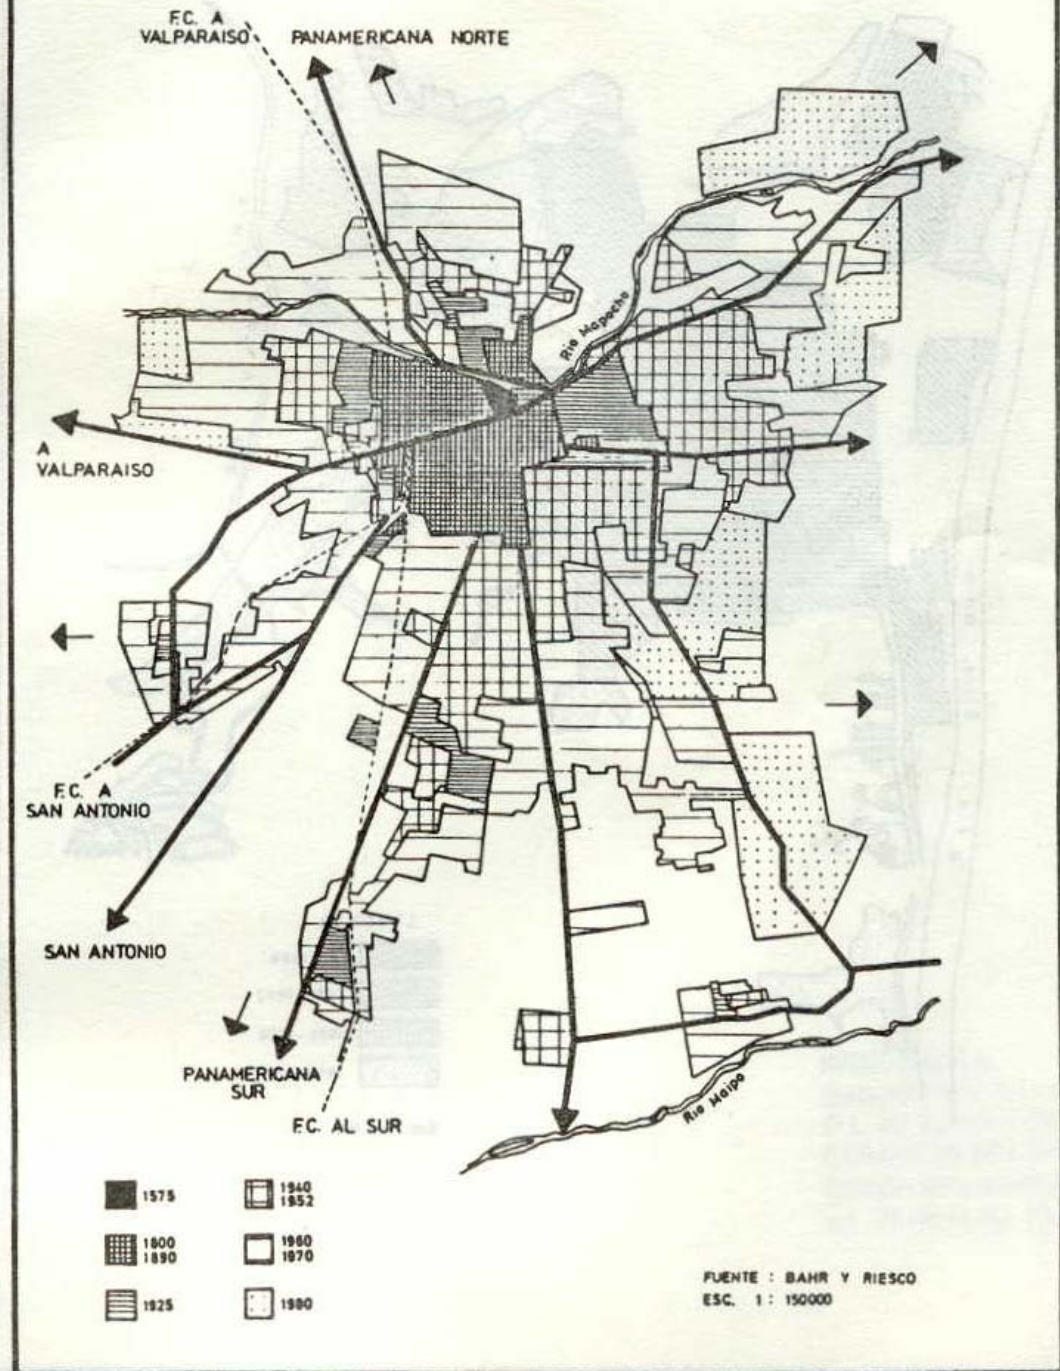 F.C. A
VALPARAISO
PANAMERICANA NORTE
Rio Mapocho
A
VALPARAISO
F.C. A
SAN ANTONIO
SAN ANTONIO
PANAMERICANA
SUR
F.C. AL SUR
Rio Maipo
1575
1800
1890
1925
1940
1952
1960
1970
1980
FUENTE : BAHR Y RIESCO
ESC. 1 : 150000